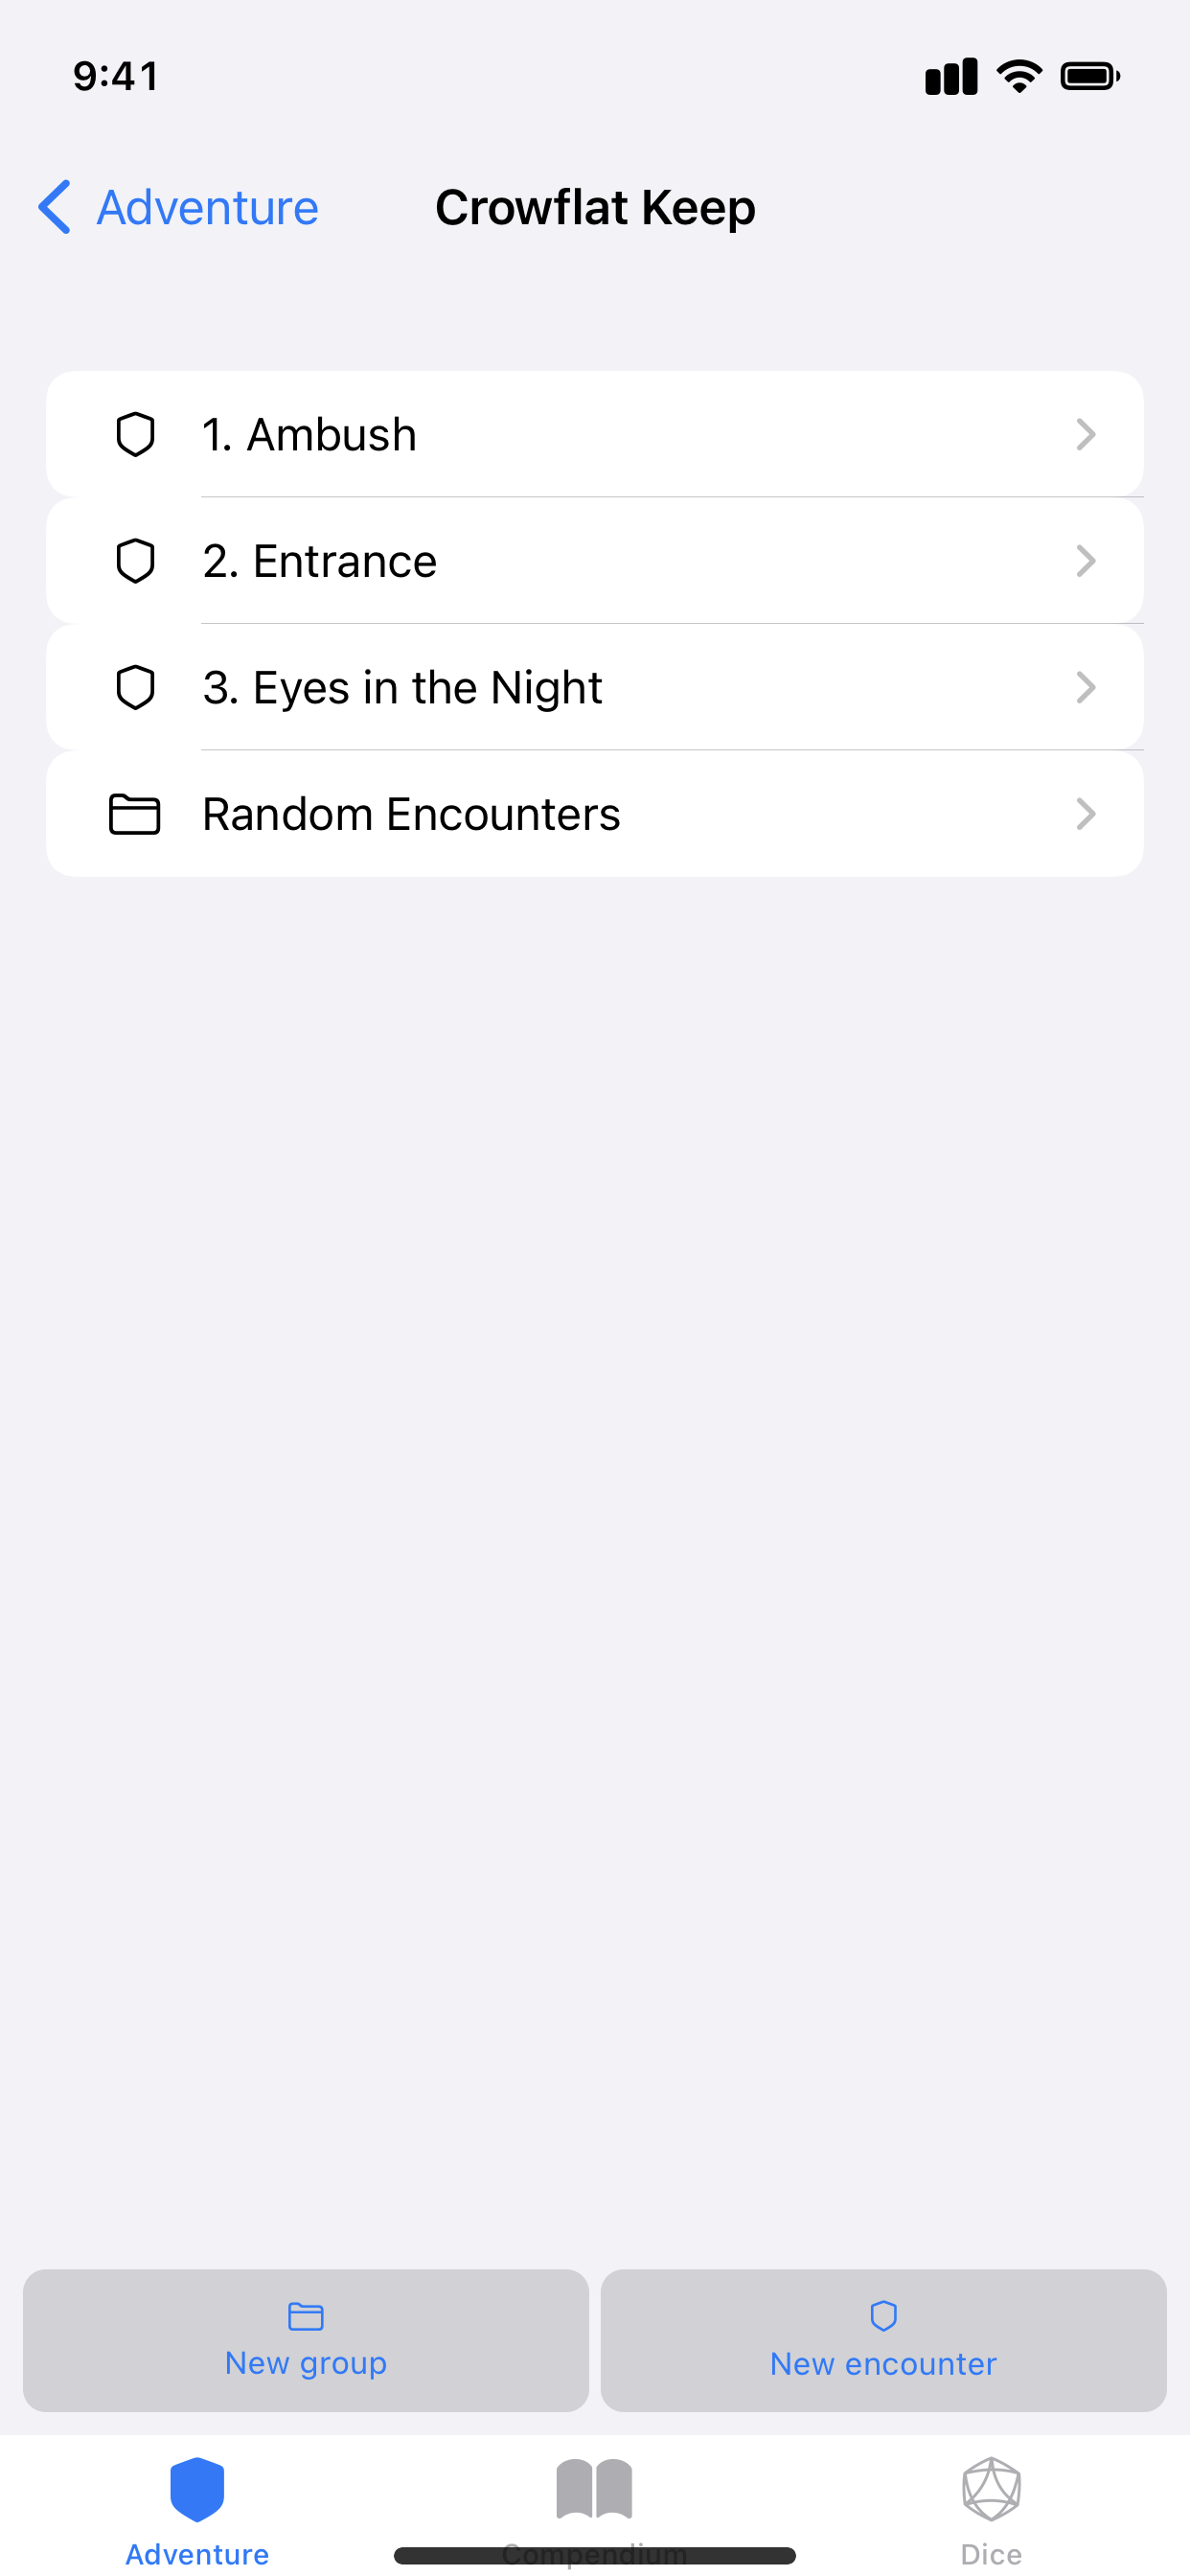 9:41
Adventure
Crowflat Keep
1. Ambush
2. Entrance
3. Eyes in the Night
Random Encounters
New group
New encounter
Adventure
Compendium
Dice